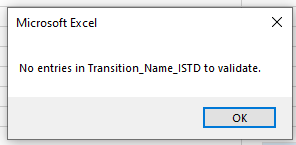 Microsoft Excel
No entries in Transition_Name_ISTD to validate.
OK